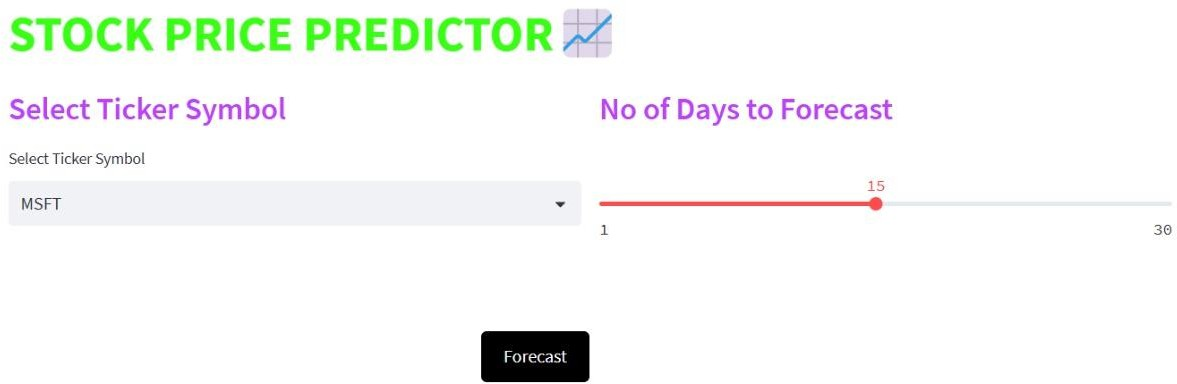 STOCK PRICE PREDICTOR
Select Ticker Symbol
No of Days to Forecast
Select Ticker Symbol
MSFT
15
1
30
Forecast